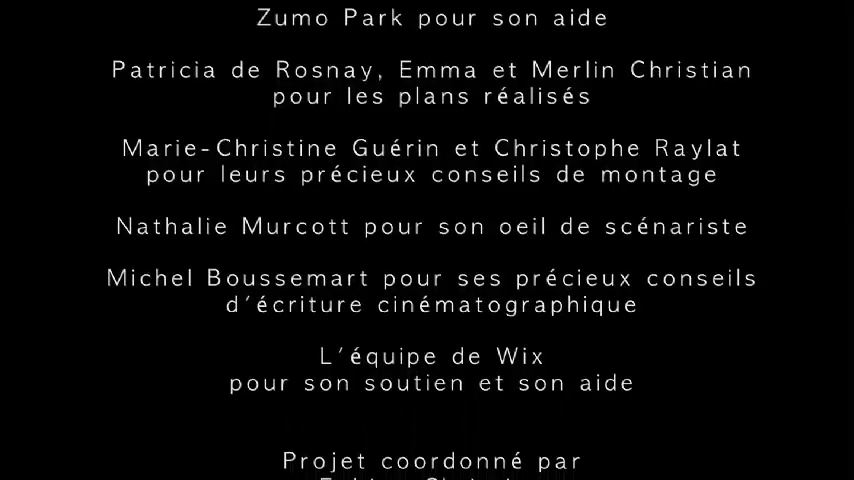 Zumo Park pour son aide
Patricia de Rosnay, Emma et Merlin Christian
pour les plans réalisés
Marie-Christine Guérin et Christophe Raylat
pour leurs précieux conseils de montage
Nathalie Murcott pour son oeil de scénariste
Michel Boussemart pour ses précieux conseils
d'écriture cinématographique
L'équipe de Wix
pour son soutien et son aide
Projet coordonné par